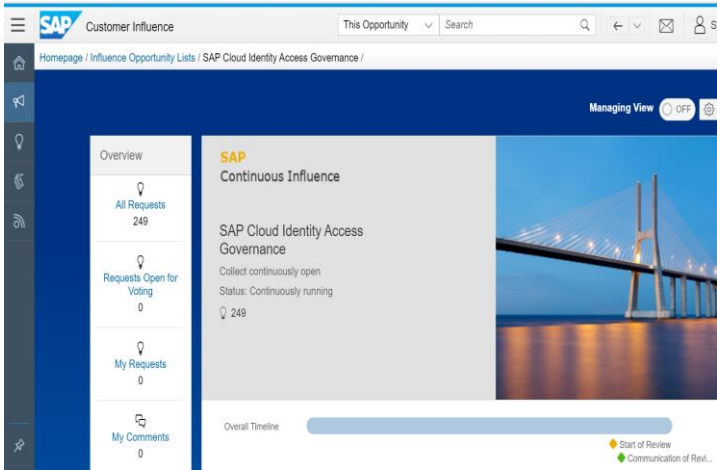 SAP Customer Influence
This Opportunity Search
Homepage / Influence Opportunity Lists / SAP Cloud Identity Access Governance /
Managing View OFF
Overview
All Requests
249
Requests Open for
Voting
0
My Requests
0
My Comments
0
SAP
Continuous Influence
SAP Cloud Identity Access
Governance
Collect continuously open
Status: Continuously running
249
Overall Timeline
Start of Review
Communication of Revi...